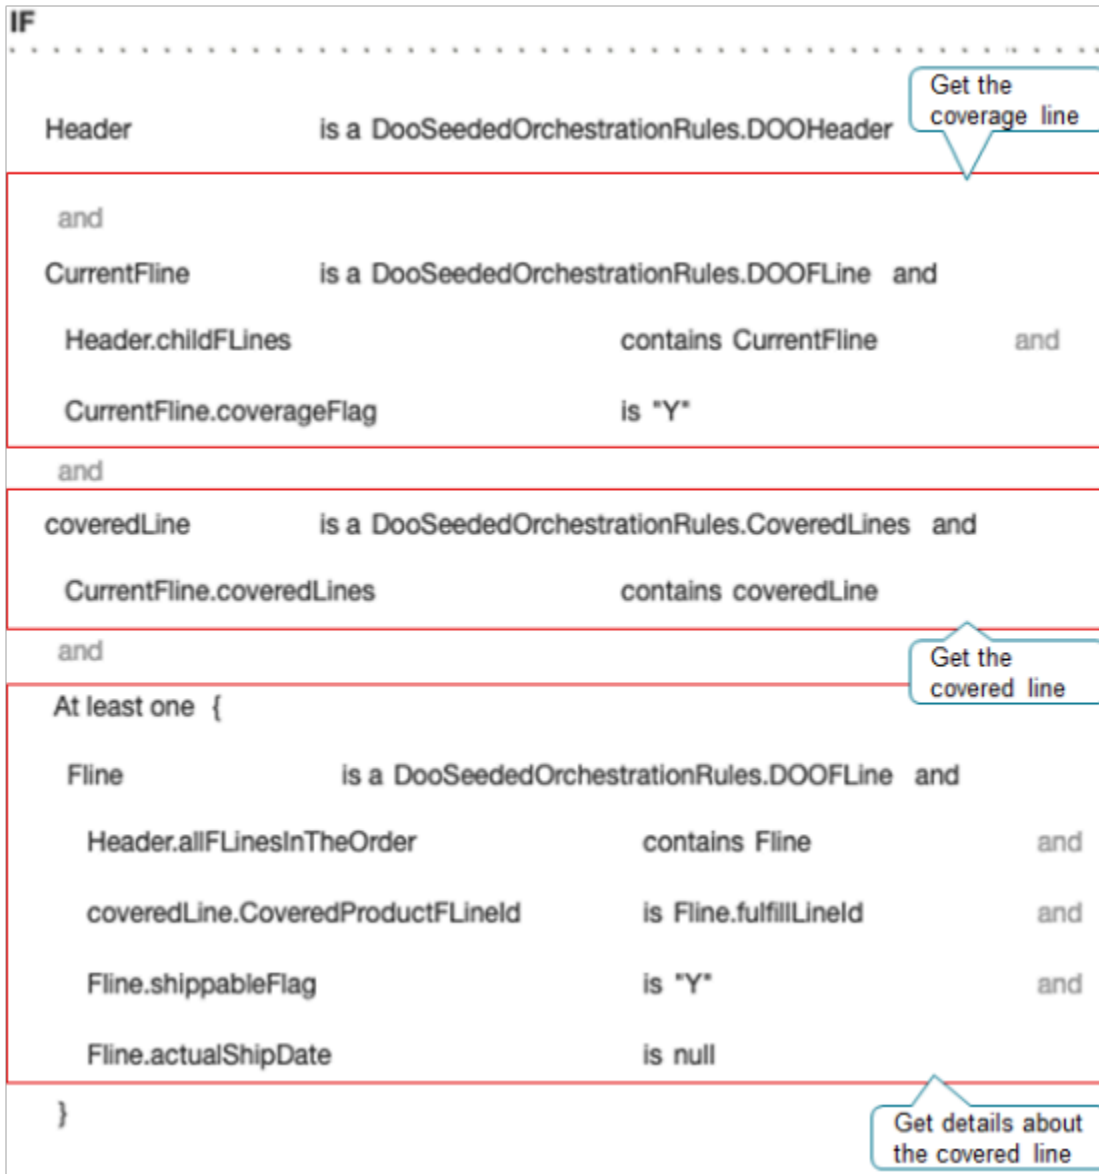 IF
Get the
coverage line
Header is a DooSeededOrchestrationRules.DOOHeader
and
CurrentFline is a DooSeededOrchestrationRules.DOOFLine and
Header.childFLines contains CurrentFline and
CurrentFline.coverageFlag is "Y"
and
coveredLine is a DooSeededOrchestrationRules.CoveredLines and
CurrentFline.coveredLines contains coveredLine
and
Get the
covered line
At least one {
Fline is a DooSeededOrchestrationRules.DOOFLine and
Header.allFLinesInTheOrder contains Fline and
coveredLine.CoveredProductFLineId is Fline.fulfillLineId and
Fline.shippableFlag is "Y" and
Fline.actualShipDate is null
}
Get details about
the covered line